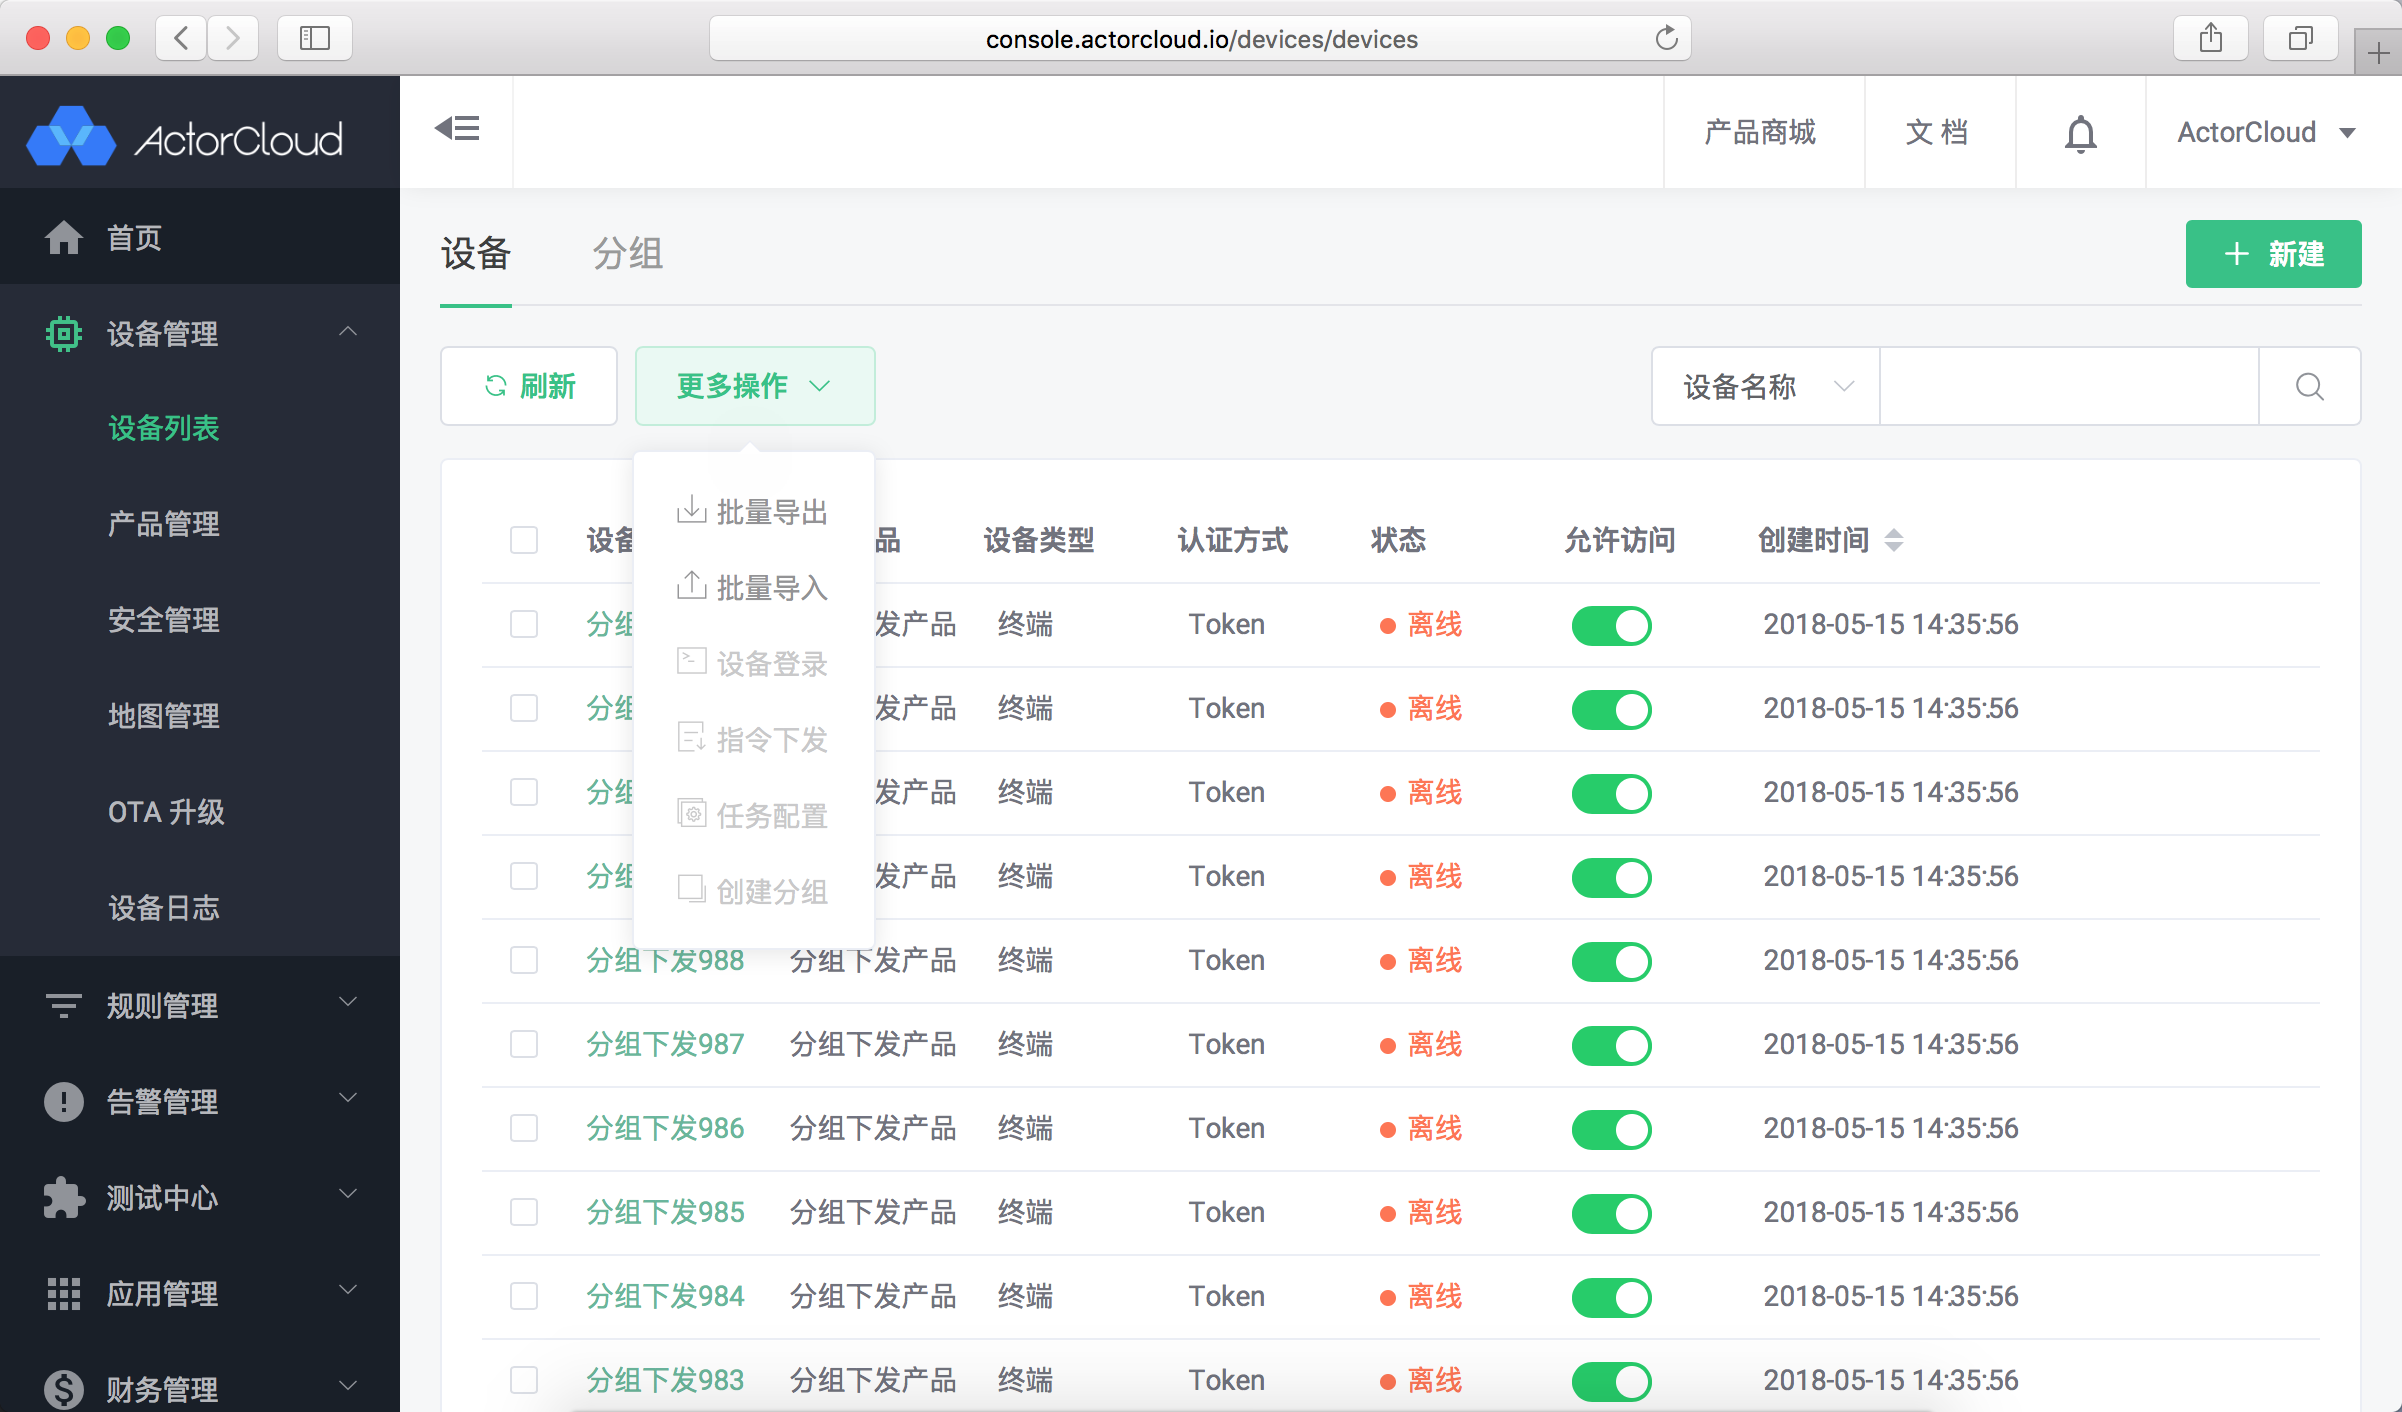 console.actorcloud.io/devices/devices
ActorCloud
产品商城
文 档
ActorCloud
首页
设备管理
设备列表
产品管理
安全管理
地图管理
OTA 升级
设备日志
规则管理
告警管理
测试中心
应用管理
财务管理
设备
分组
新建
刷新
更多操作
设备名称
批量导出
批量导入
设备登录
指令下发
任务配置
创建分组
设备 品 设备类型 认证方式 状态 允许访问 创建时间
分组 发产品 终端 Token 离线 2018-05-15 14:35:56
分组 发产品 终端 Token 离线 2018-05-15 14:35:56
分组 发产品 终端 Token 离线 2018-05-15 14:35:56
分组 发产品 终端 Token 离线 2018-05-15 14:35:56
分组下发988 分组下发产品 终端 Token 离线 2018-05-15 14:35:56
分组下发987 分组下发产品 终端 Token 离线 2018-05-15 14:35:56
分组下发986 分组下发产品 终端 Token 离线 2018-05-15 14:35:56
分组下发985 分组下发产品 终端 Token 离线 2018-05-15 14:35:56
分组下发984 分组下发产品 终端 Token 离线 2018-05-15 14:35:56
分组下发983 分组下发产品 终端 Token 离线 2018-05-15 14:35:56